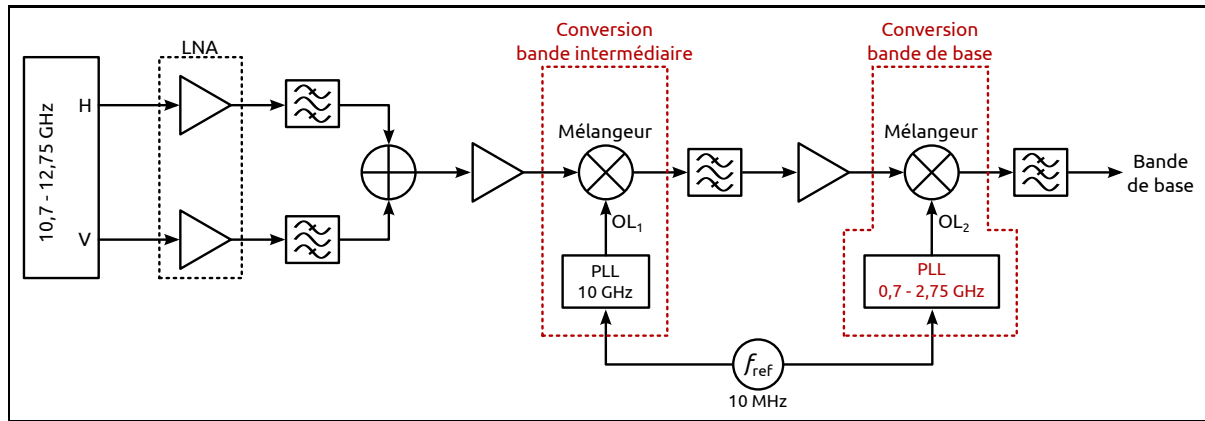 Conversion
bande intermédiaire
Conversion
bande de base
LNA
10,7 - 12,75 GHz
H
V
Mélangeur
Mélangeur
OL1
OL2
Bande
de base
PLL
10 GHz
PLL
0,7 - 2,75 GHz
fref
10 MHz